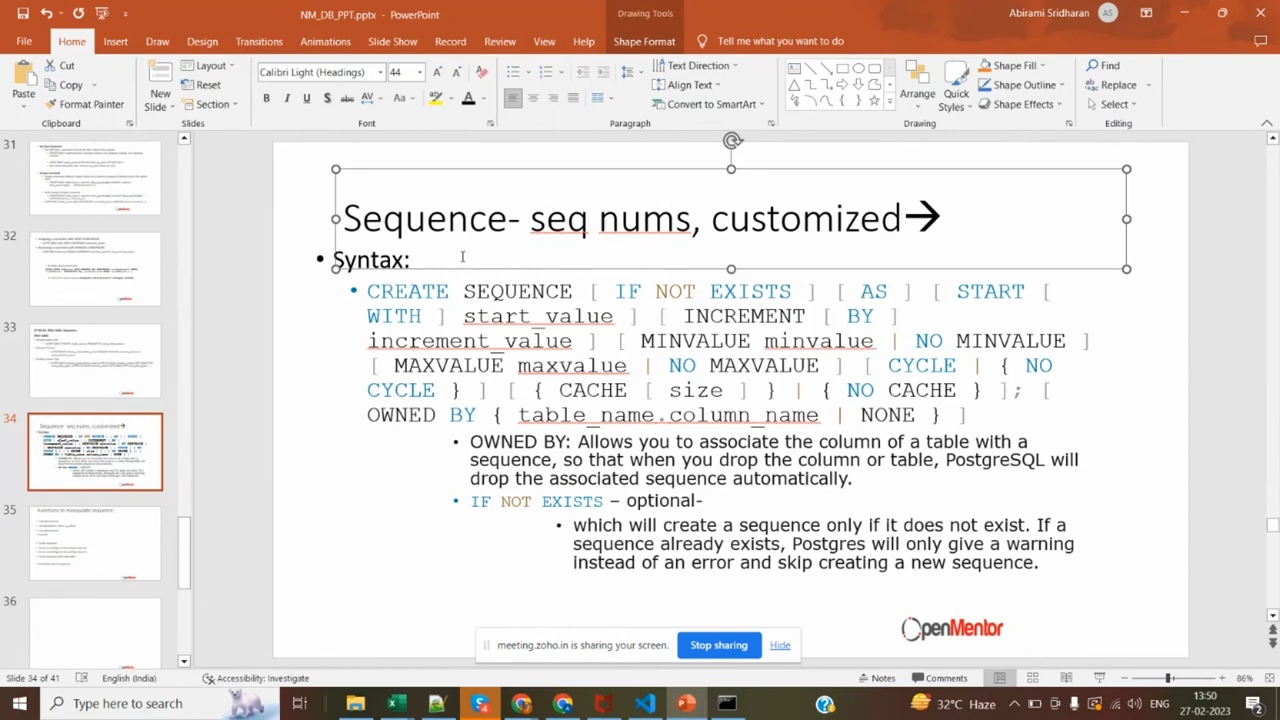 NM_DB_PPT.pptx - PowerPoint
Drawing Tools
Abirami Sridharan
AS
File
Home
Insert
Draw
Design
Transitions
Animations
Slide Show
Record
Review
View
Help
Shape Format
Tell me what you want to do
Paste
Cut
Copy
Format Painter
Clipboard
New
Slide
Layout
Reset
Section
Slides
Calibri Light (Headings)
44
Font
Text Direction
Align Text
Convert to SmartArt
Paragraph
Arrange
Quick
Styles
Shape Fill
Shape Outline
Shape Effects
Drawing
Find
Replace
Select
Editing
31
32
33
34
35
36
Sequence- seq nums, customized→
• Syntax:
• CREATE SEQUENCE [ IF NOT EXISTS ] [ AS ] [ START [
WITH ] start_value ] [ INCREMENT [ BY ]
increment_value ] [ MINVALUE minvalue | NO MINVALUE ]
[ MAXVALUE maxvalue | NO MAXVALUE ] [ CYCLE | { NO
CYCLE } ] [ { CACHE [ size ] } | { NO CACHE } ]; [
OWNED BY { table_name.column_name | NONE } ]
• OWNED BY: Allows you to associate the column of a table with a
sequence, so that when you drop the column or table, PostgreSQL will
drop the associated sequence automatically.
• IF NOT EXISTS – optional-
• which will create a sequence only if it does not exist. If a
sequence already exists, Postgres will only give a warning
instead of an error and skip creating a new sequence.
OpenMentor
meeting.zoho.in is sharing your screen.
Stop sharing
Hide
Slide 34 of 41
English (India)
Accessibility: Investigate
Notes
Comments
86%
Type here to search
32°C Haze
13:50
27-02-2023